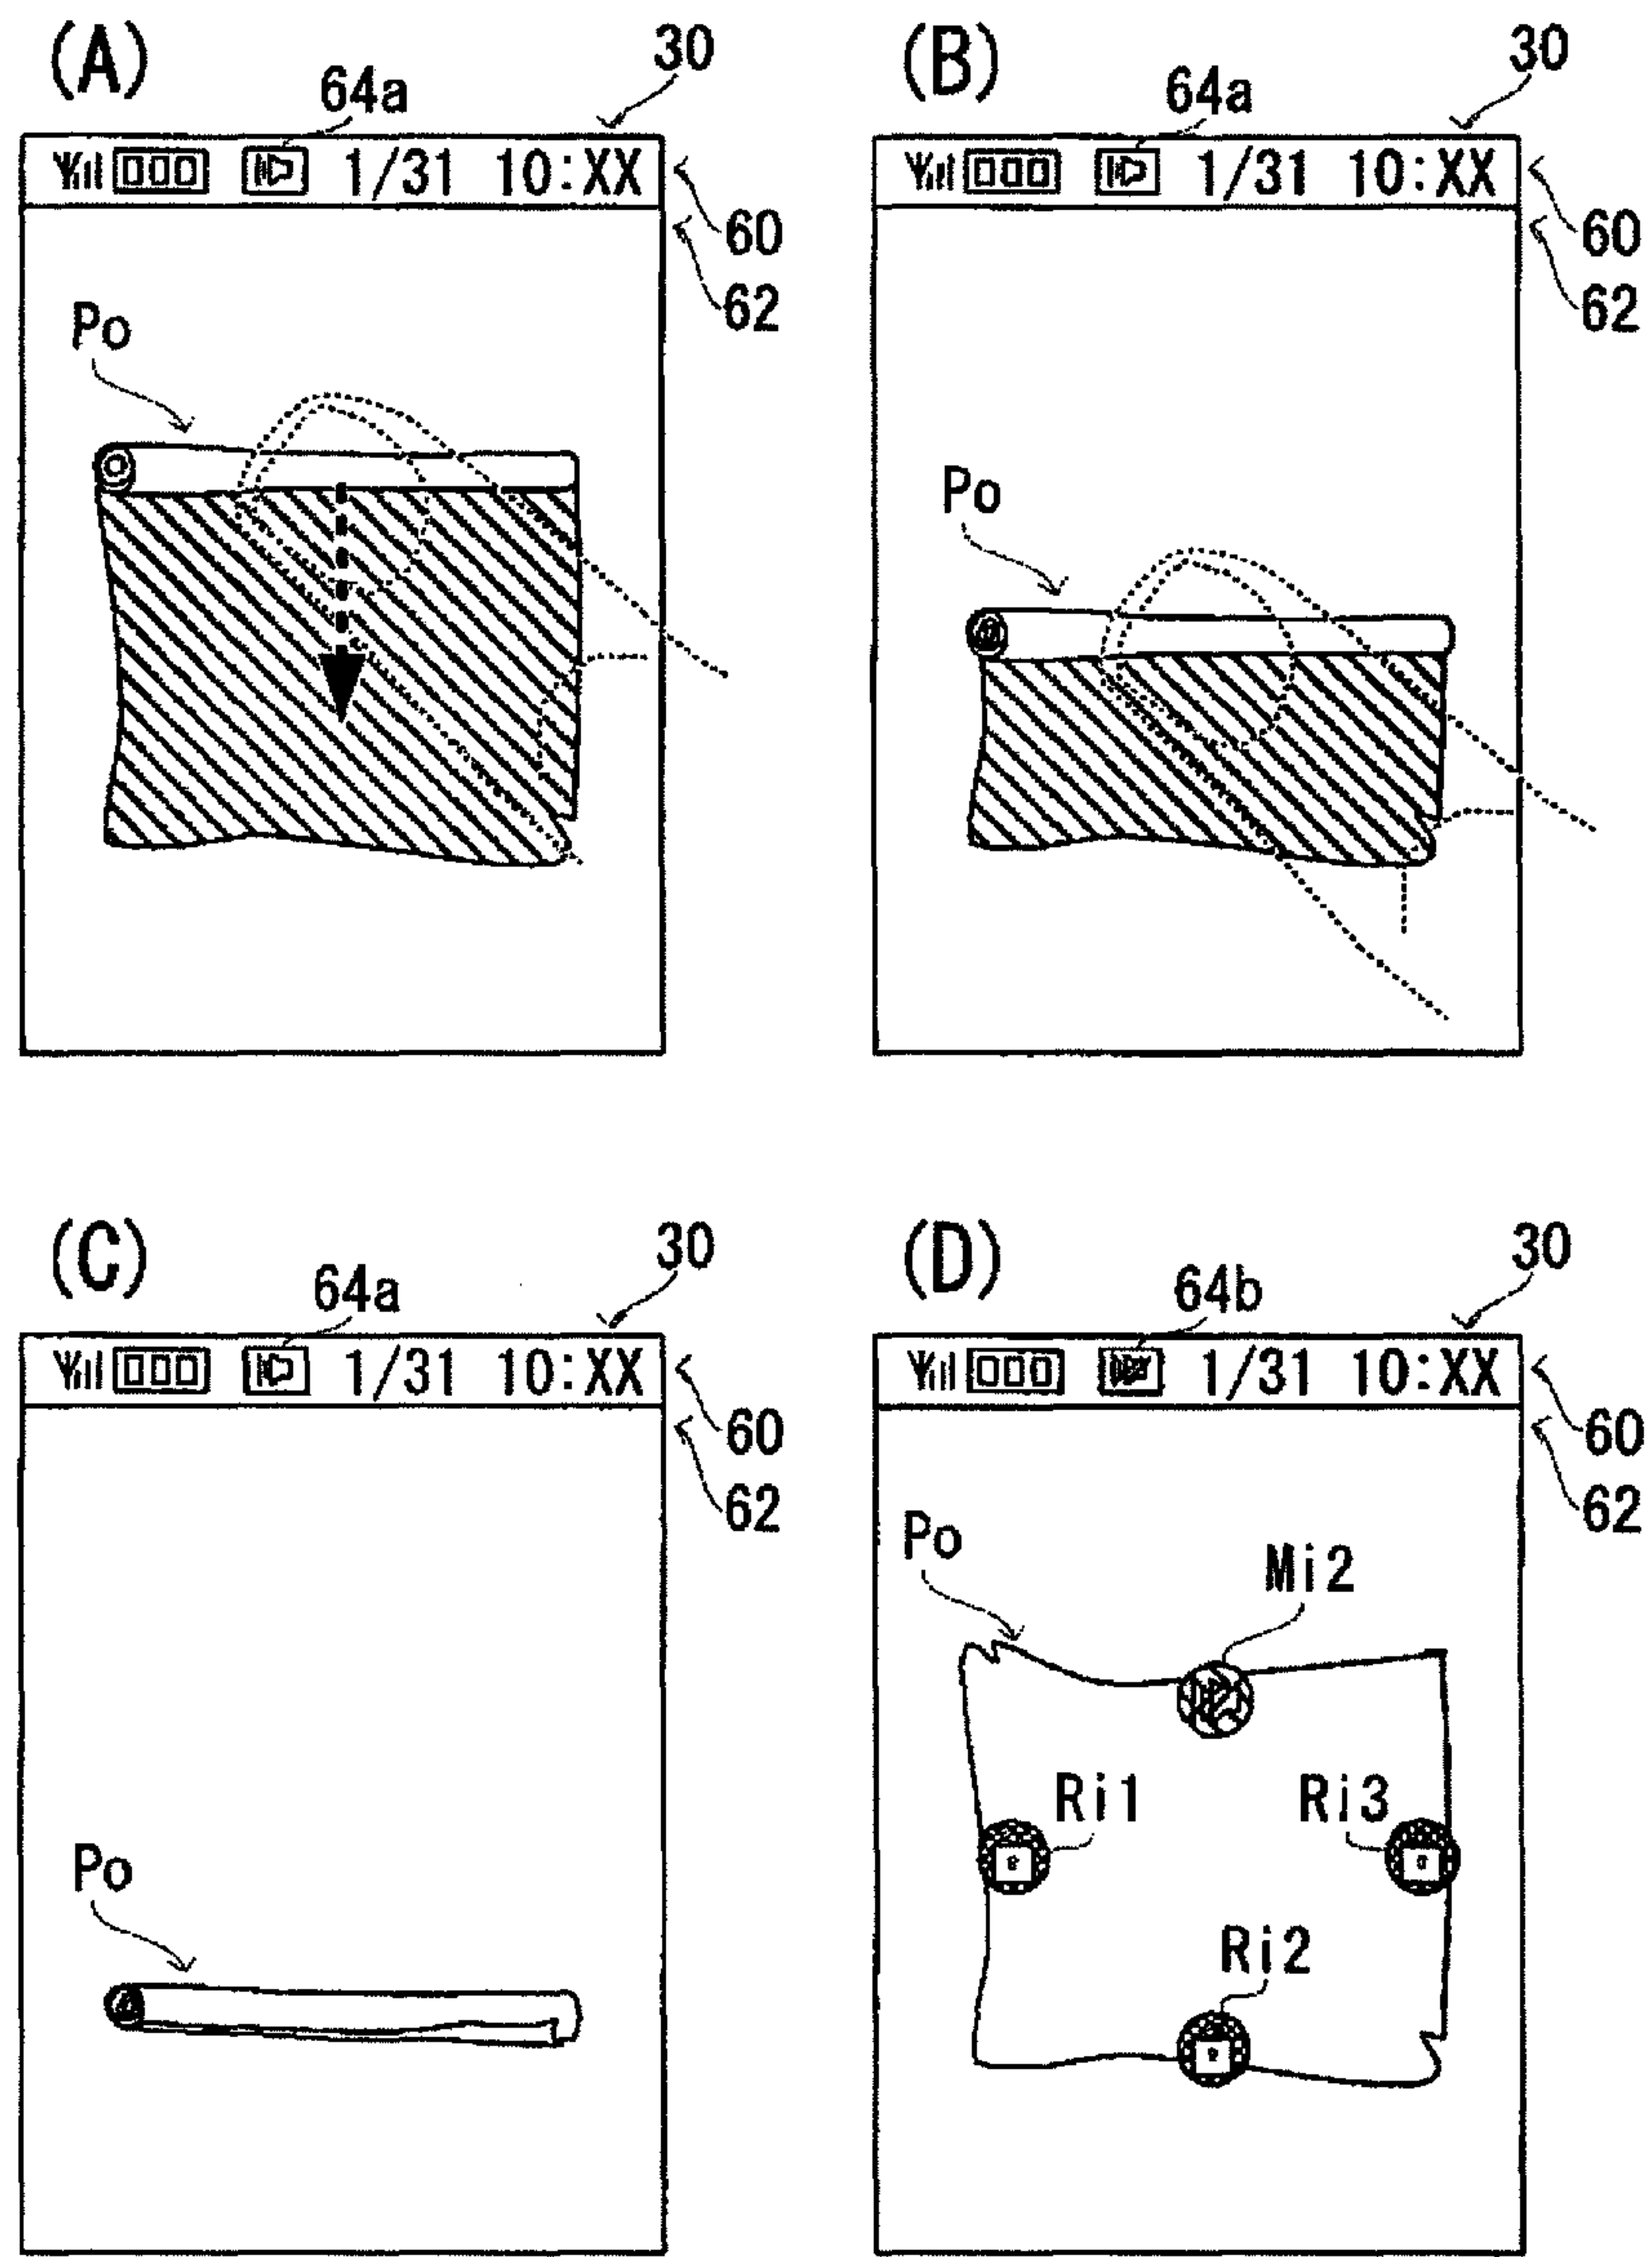 (A)
30
64a
1/31 10:XX
60
62
Po
(B)
30
64a
1/31 10:XX
60
62
Po
(C)
30
64a
1/31 10:XX
60
62
Po
(D)
30
64b
1/31 10:XX
60
62
Po
Mi2
Ri1
Ri3
Ri2